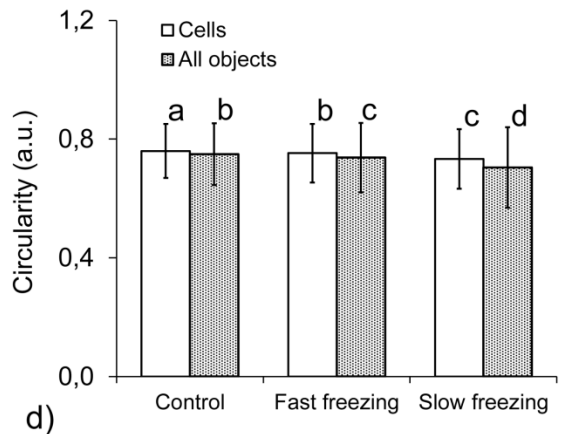 1,2
Cells
All objects
a b b c c d
0,8
Circularity (a.u.)
0,4
0,0
Control Fast freezing Slow freezing
d)